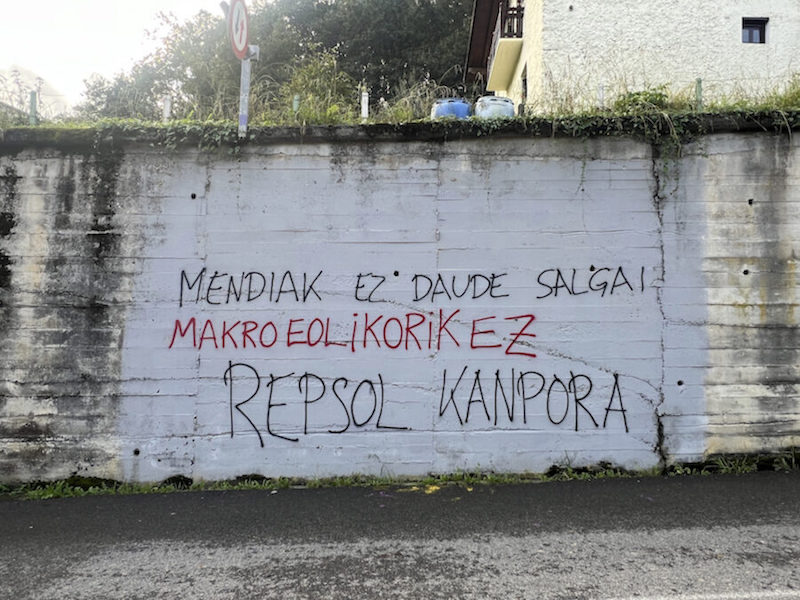 MENDIAK EZ DAUDE SALGAI
MAKRO EOLiKORiK EZ
REPSOL KANPORA